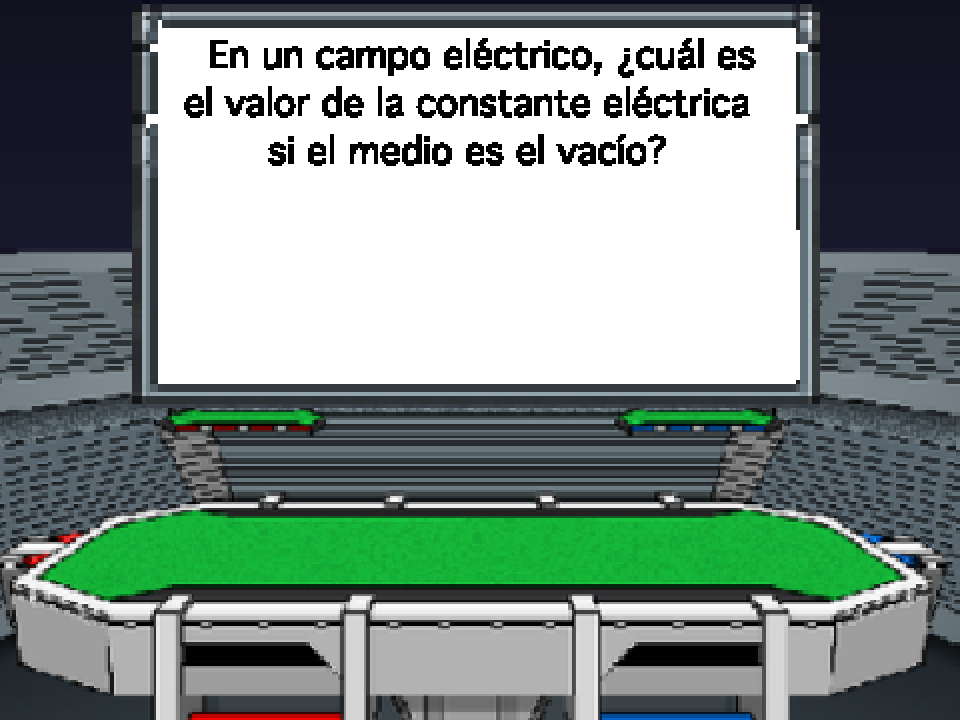 En un campo eléctrico, ¿cuál es
el valor de la constante eléctrica
si el medio es el vacío?